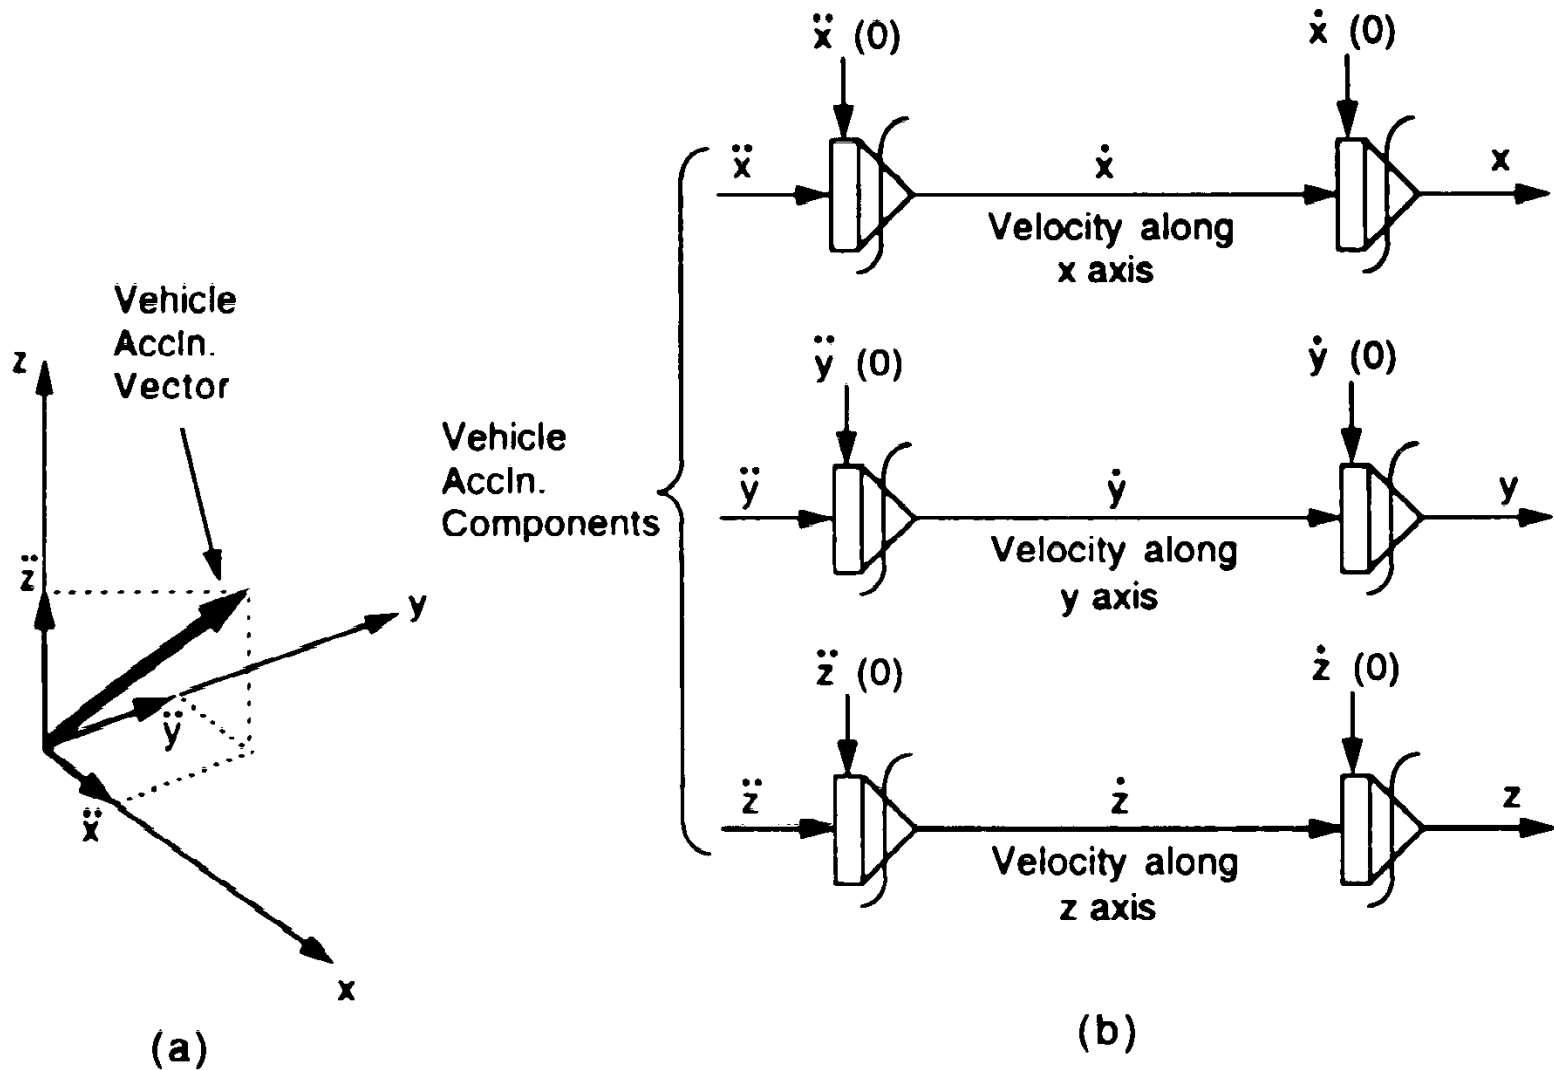 z
Vehicle
Accln.
Vector
z̈
y
ÿ
ẍ
x
(a)
Vehicle
Accln.
Components
ẍ (0)
ẋ (0)
ẍ
ẋ
x
Velocity along
x axis
ÿ (0)
ẏ (0)
ÿ
ẏ
y
Velocity along
y axis
z̈ (0)
ż (0)
z̈
ż
z
Velocity along
z axis
(b)